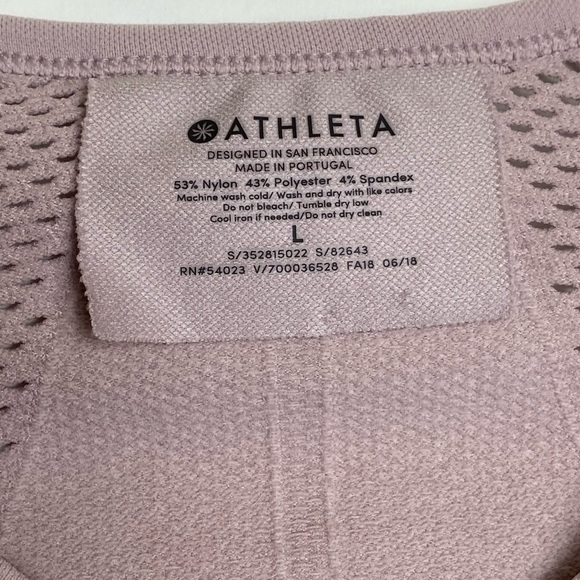 ATHLETA
DESIGNED IN SAN FRANCISCO
MADE IN PORTUGAL
53% Nylon 43% Polyester 4% Spandex
Machine wash cold/ Wash and dry with like colors
Do not bleach/ Tumble dry low
Cool iron if needed/Do not dry clean
L
S/352815022 S/82643
RN#54023 V/700036528 FA18 06/18